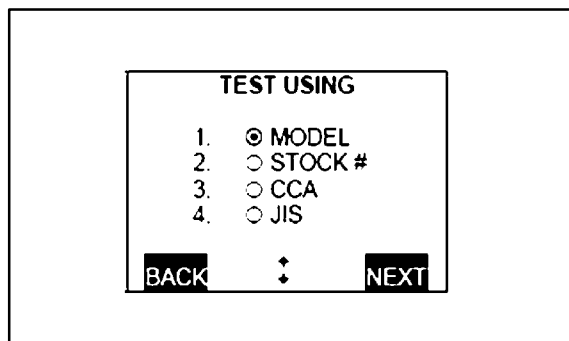 TEST USING
1. MODEL
2. STOCK #
3. CCA
4. JIS
BACK NEXT